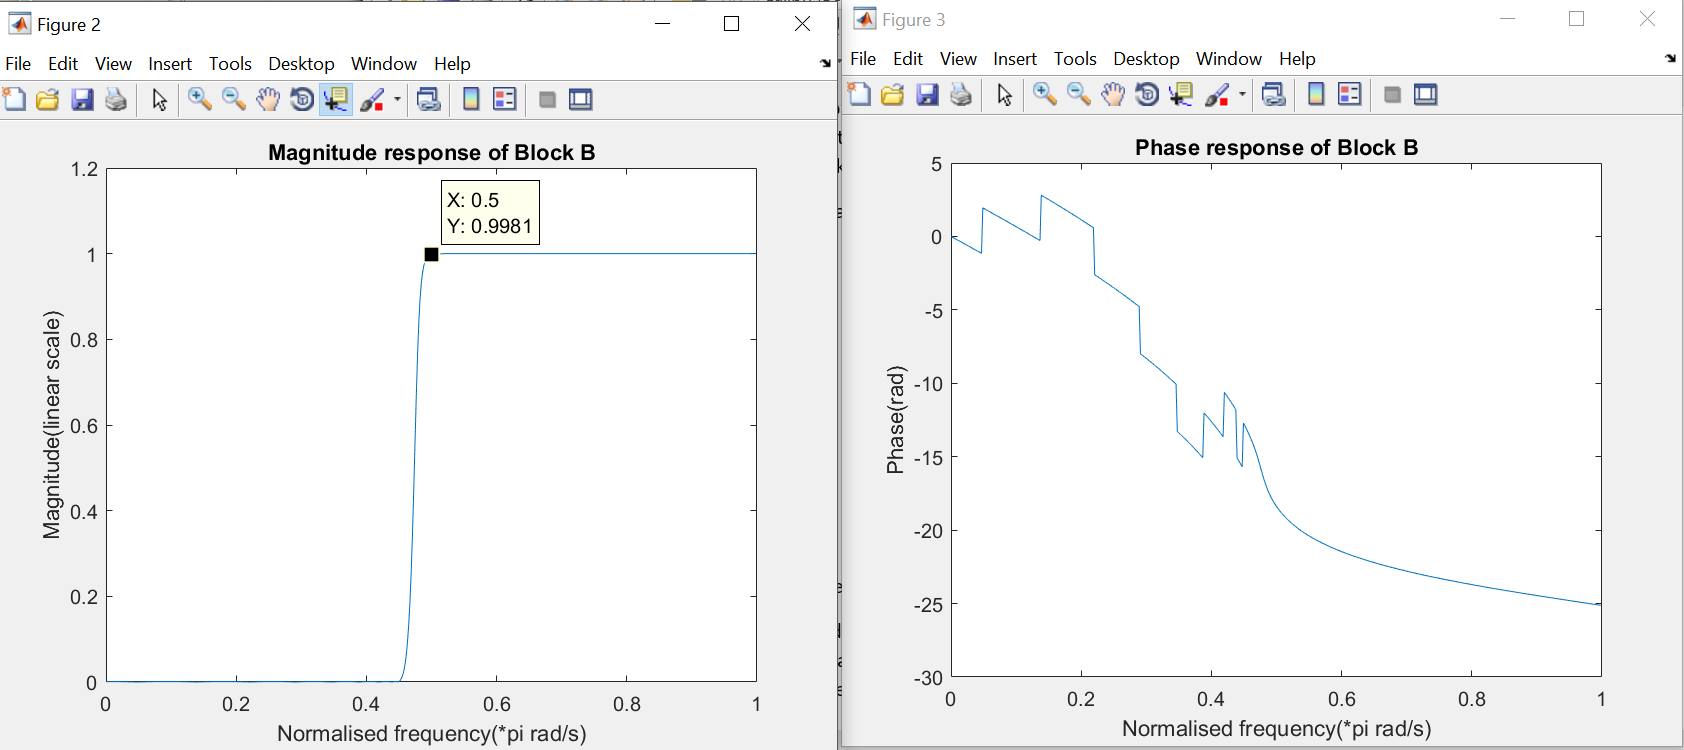 Figure 2
File Edit View Insert Tools Desktop Window Help
Magnitude response of Block B
1.2
1
0.8
0.6
0.4
0.2
0
Magnitude(linear scale)
X: 0.5
Y: 0.9981
0 0.2 0.4 0.6 0.8 1
Normalised frequency(*pi rad/s)
Figure 3
File Edit View Insert Tools Desktop Window Help
Phase response of Block B
5
0
-5
-10
-15
-20
-25
-30
Phase(rad)
0 0.2 0.4 0.6 0.8 1
Normalised frequency(*pi rad/s)